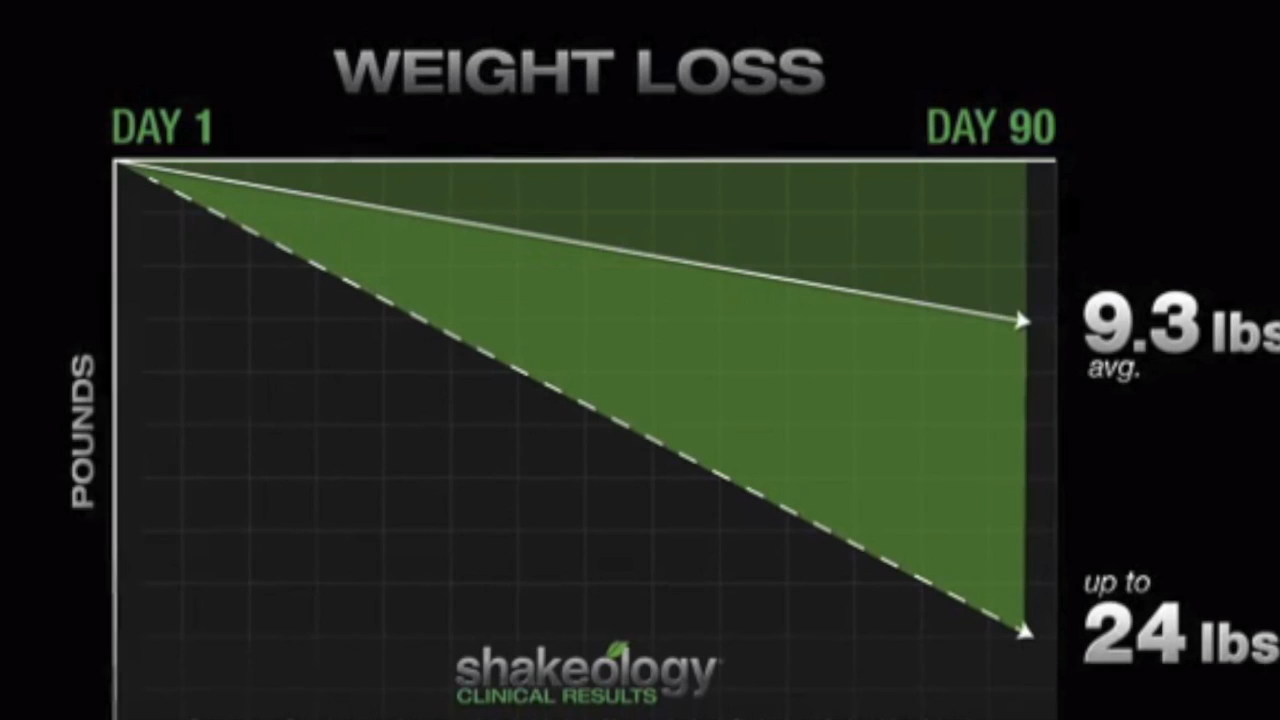 WEIGHT LOSS
DAY 1
DAY 90
POUNDS
9.3 lbs
avg.
up to
24 lbs
shakeology
CLINICAL RESULTS